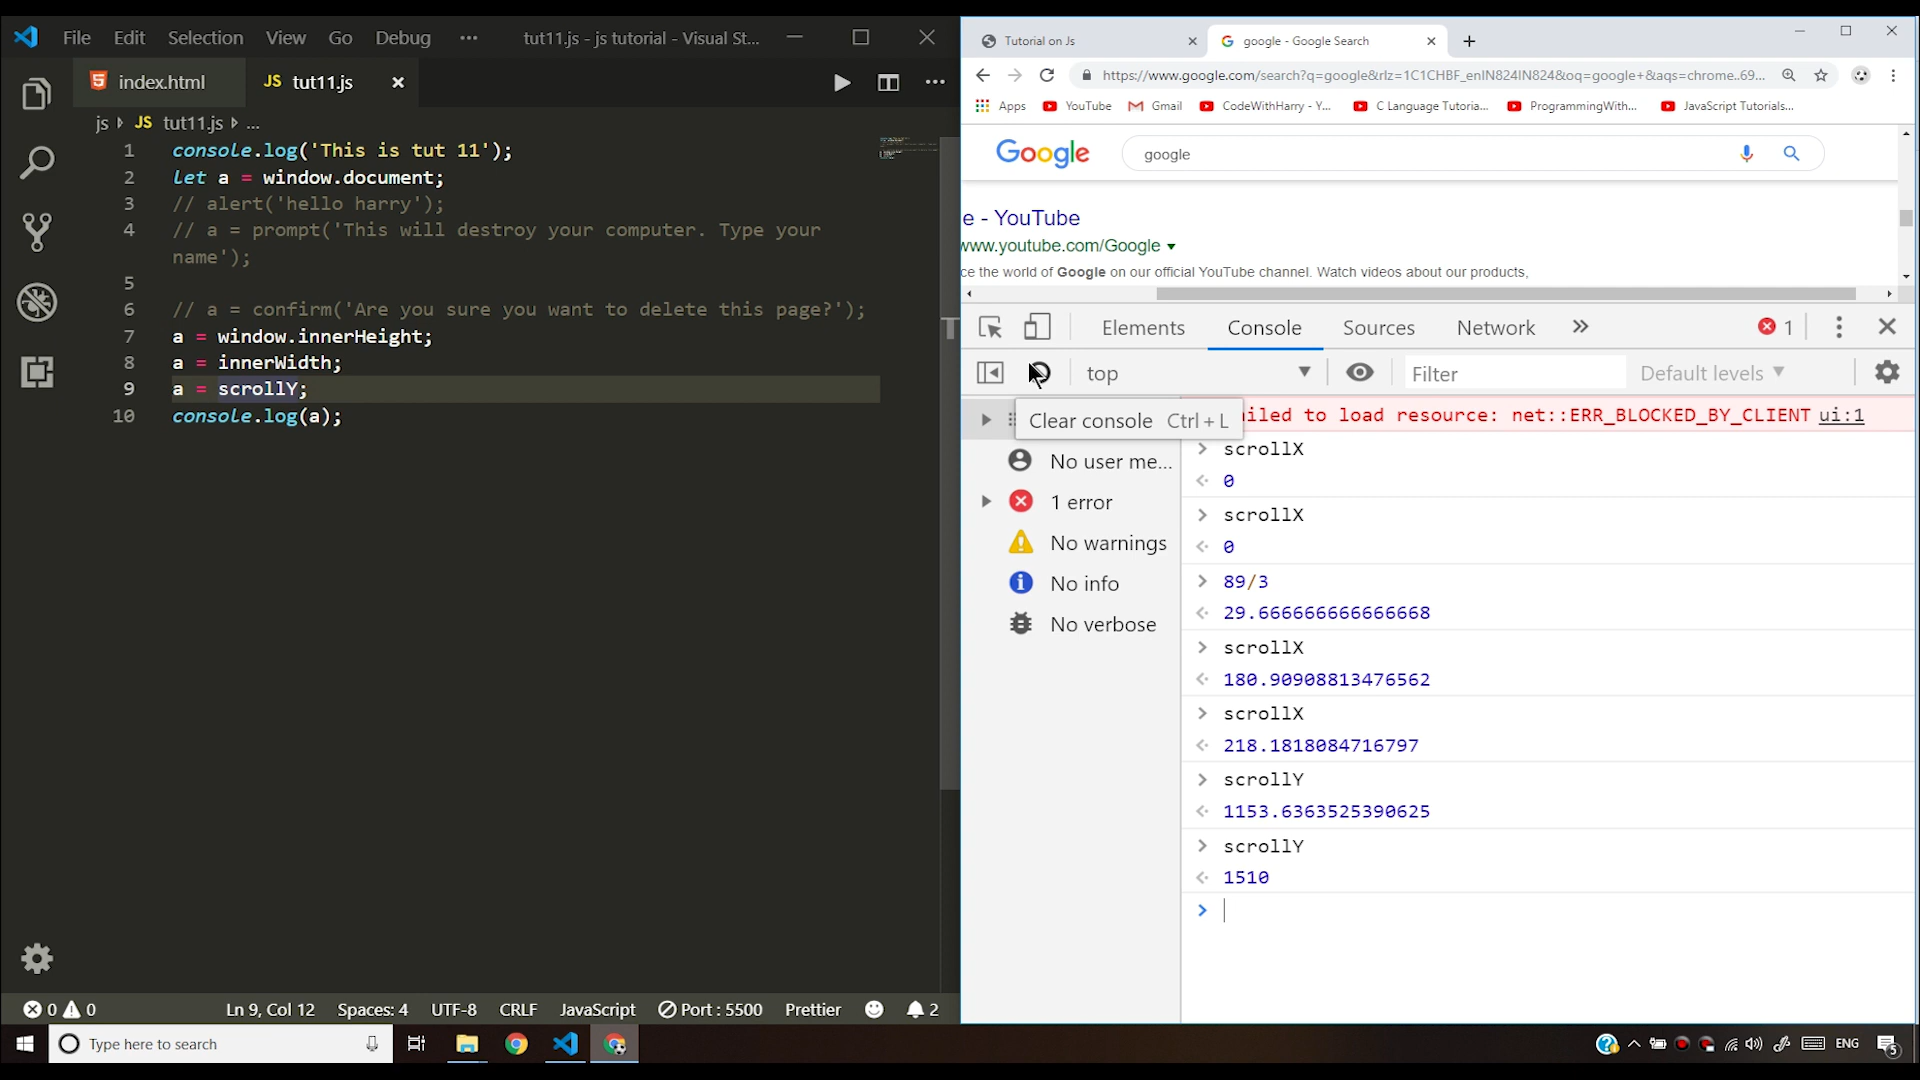 File Edit Selection View Go Debug ··· tut11.js - js tutorial - Visual St...
index.html JS tut11.js
js JS tut11.js ...
1 console.log('This is tut 11');
2 let a = window.document;
3 // alert('hello harry');
4 // a = prompt('This will destroy your computer. Type your
name');
5
6 // a = confirm('Are you sure you want to delete this page?');
7 a = window.innerHeight;
8 a = innerWidth;
9 a = scrollY;
10 console.log(a);
0 0 Ln 9, Col 12 Spaces: 4 UTF-8 CRLF JavaScript Port : 5500 Prettier 2
Tutorial on Js google - Google Search
https://www.google.com/search?q=google&rlz=1C1CHBF_enIN824IN824&oq=google+&aqs=chrome..69...
Apps YouTube Gmail CodeWithHarry - Y... C Language Tutoria... ProgrammingWith... JavaScript Tutorials...
Google google
e - YouTube
www.youtube.com/Google
ce the world of Google on our official YouTube channel. Watch videos about our products,
Elements Console Sources Network 1
top Filter Default levels
Clear console Ctrl+L
iled to load resource: net::ERR_BLOCKED_BY_CLIENT ui:1
No user me...
1 error
No warnings
No info
No verbose
scrollX
0
scrollX
0
89/3
29.666666666666668
scrollX
180.90908813476562
scrollX
218.1818084716797
scrollY
1153.6363525390625
scrollY
1510
Type here to search
ENG 5